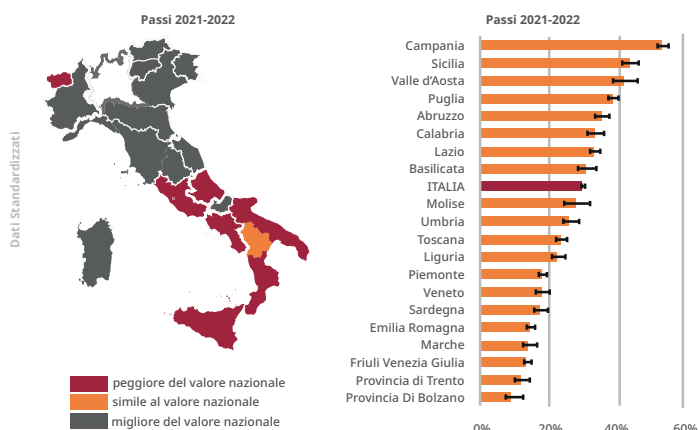 Passi 2021-2022
Dati Standardizzati
peggiore del valore nazionale
simile al valore nazionale
migliore del valore nazionale
Passi 2021-2022
Campania
Sicilia
Valle d'Aosta
Puglia
Abruzzo
Calabria
Lazio
Basilicata
ITALIA
Molise
Umbria
Toscana
Liguria
Piemonte
Veneto
Sardegna
Emilia Romagna
Marche
Friuli Venezia Giulia
Provincia di Trento
Provincia Di Bolzano
0% 20% 40% 60%